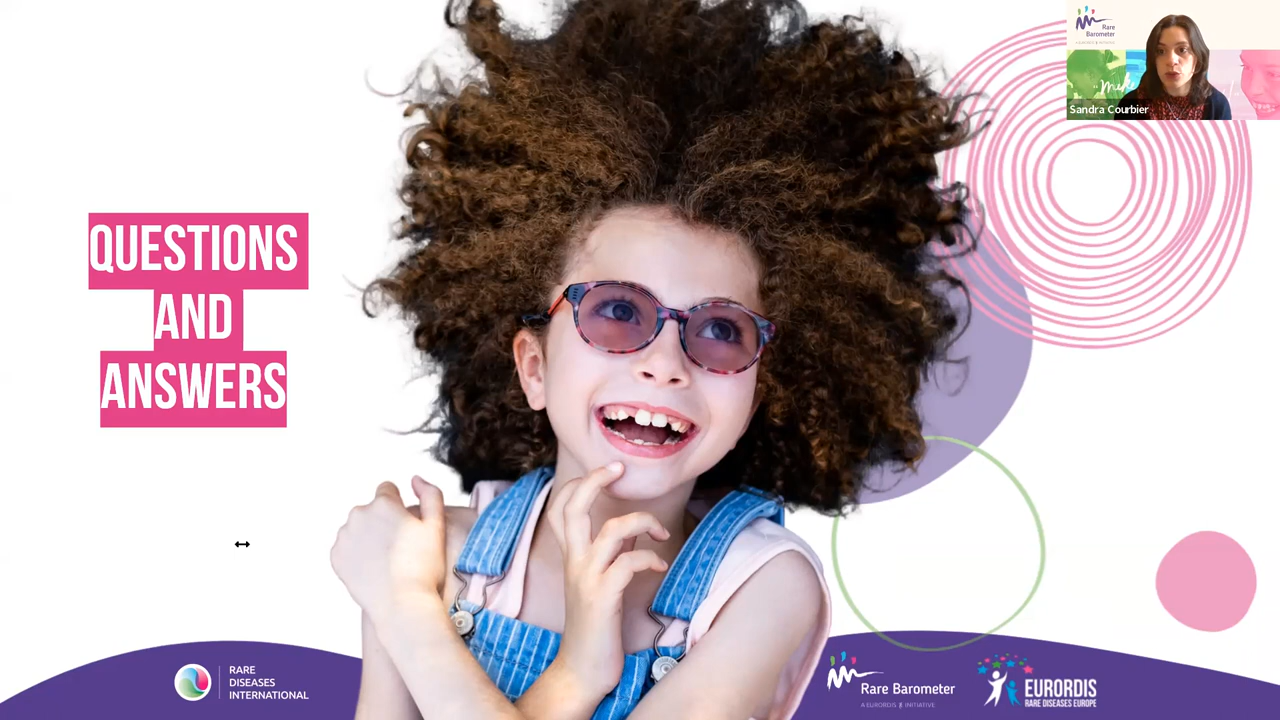 QUESTIONS
AND
ANSWERS
Rare
Barometer
Sandra Courbier
RARE
DISEASES
INTERNATIONAL
Rare Barometer
A EURORDIS INITIATIVE
EURORDIS
RARE DISEASES EUROPE